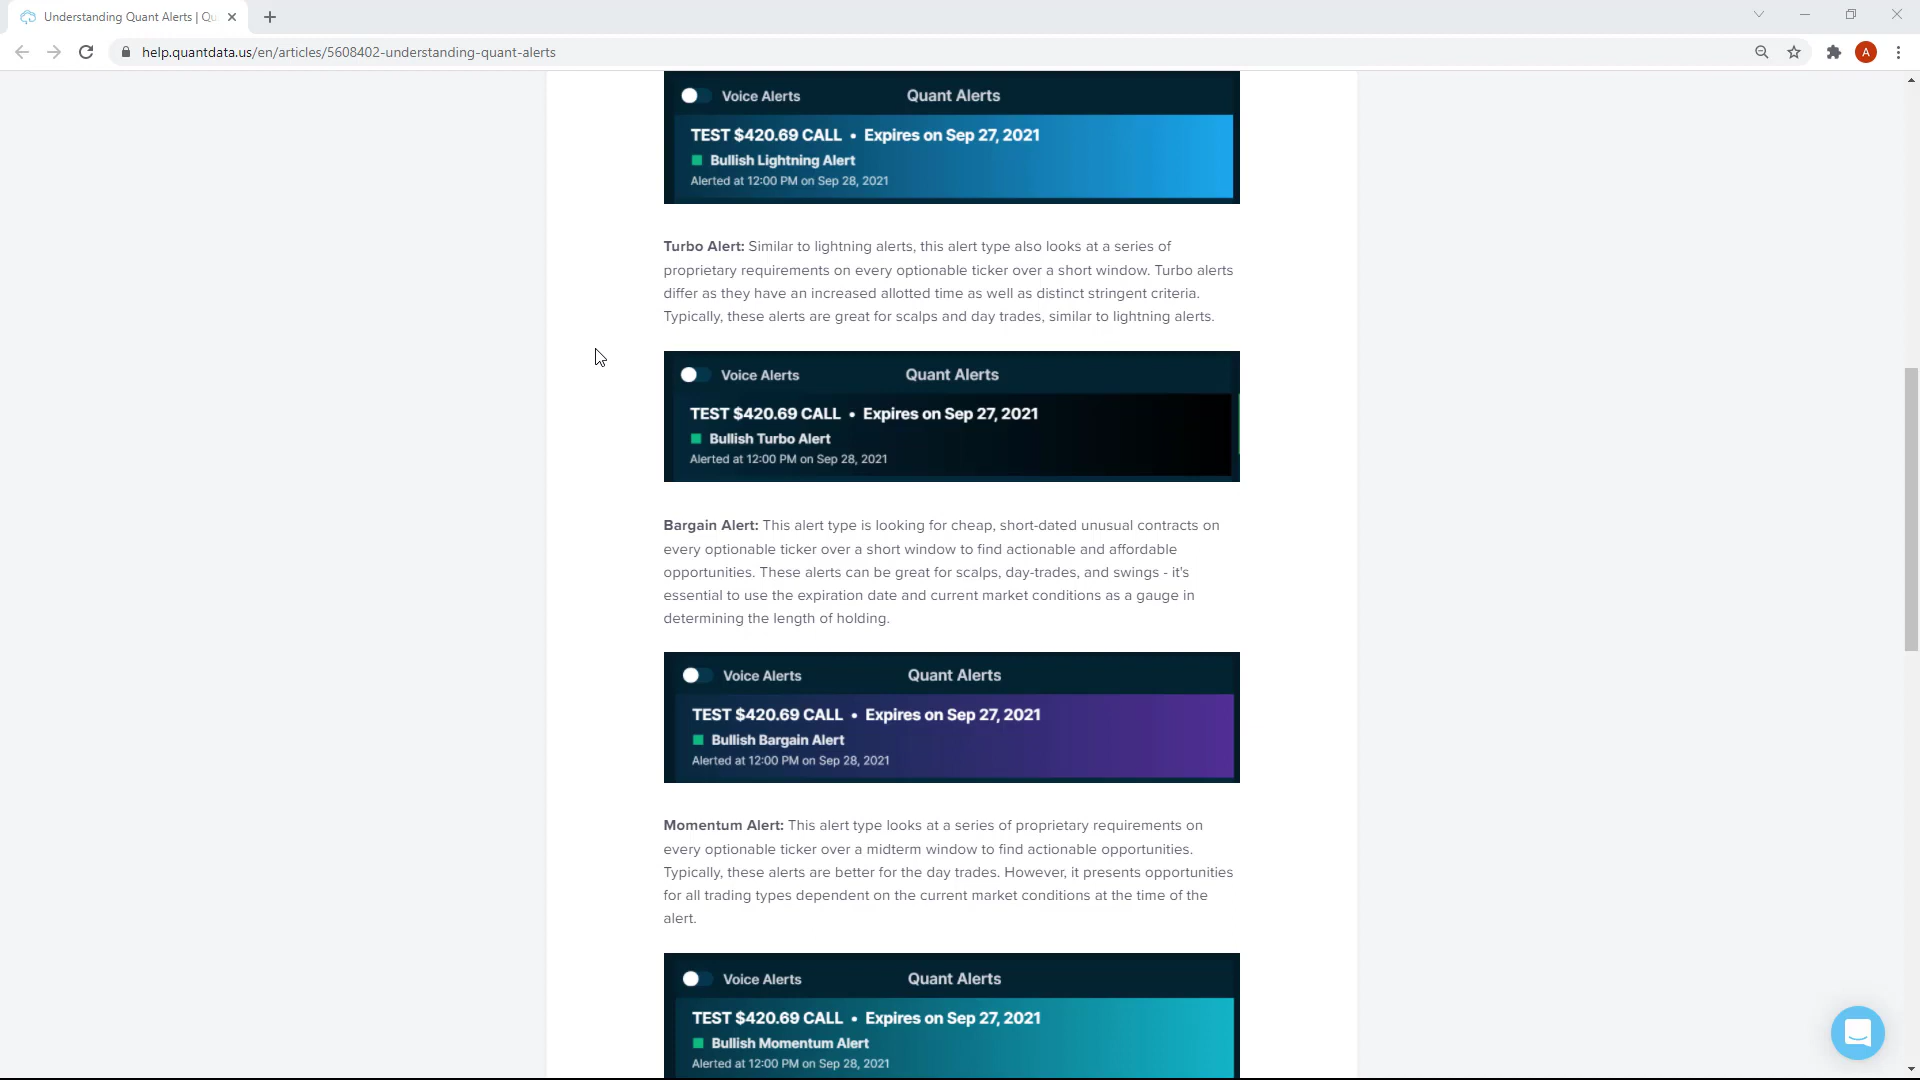 Understanding Quant Alerts | Qu
help.quantdata.us/en/articles/5608402-understanding-quant-alerts
A
Voice Alerts
Quant Alerts
TEST $420.69 CALL • Expires on Sep 27, 2021
Bullish Lightning Alert
Alerted at 12:00 PM on Sep 28, 2021
Turbo Alert: Similar to lightning alerts, this alert type also looks at a series of
proprietary requirements on every optionable ticker over a short window. Turbo alerts
differ as they have an increased allotted time as well as distinct stringent criteria.
Typically, these alerts are great for scalps and day trades, similar to lightning alerts.
Voice Alerts
Quant Alerts
TEST $420.69 CALL • Expires on Sep 27, 2021
Bullish Turbo Alert
Alerted at 12:00 PM on Sep 28, 2021
Bargain Alert: This alert type is looking for cheap, short-dated unusual contracts on
every optionable ticker over a short window to find actionable and affordable
opportunities. These alerts can be great for scalps, day-trades, and swings - it's
essential to use the expiration date and current market conditions as a gauge in
determining the length of holding.
Voice Alerts
Quant Alerts
TEST $420.69 CALL • Expires on Sep 27, 2021
Bullish Bargain Alert
Alerted at 12:00 PM on Sep 28, 2021
Momentum Alert: This alert type looks at a series of proprietary requirements on
every optionable ticker over a midterm window to find actionable opportunities.
Typically, these alerts are better for the day trades. However, it presents opportunities
for all trading types dependent on the current market conditions at the time of the
alert.
Voice Alerts
Quant Alerts
TEST $420.69 CALL • Expires on Sep 27, 2021
Bullish Momentum Alert
Alerted at 12:00 PM on Sep 28, 2021